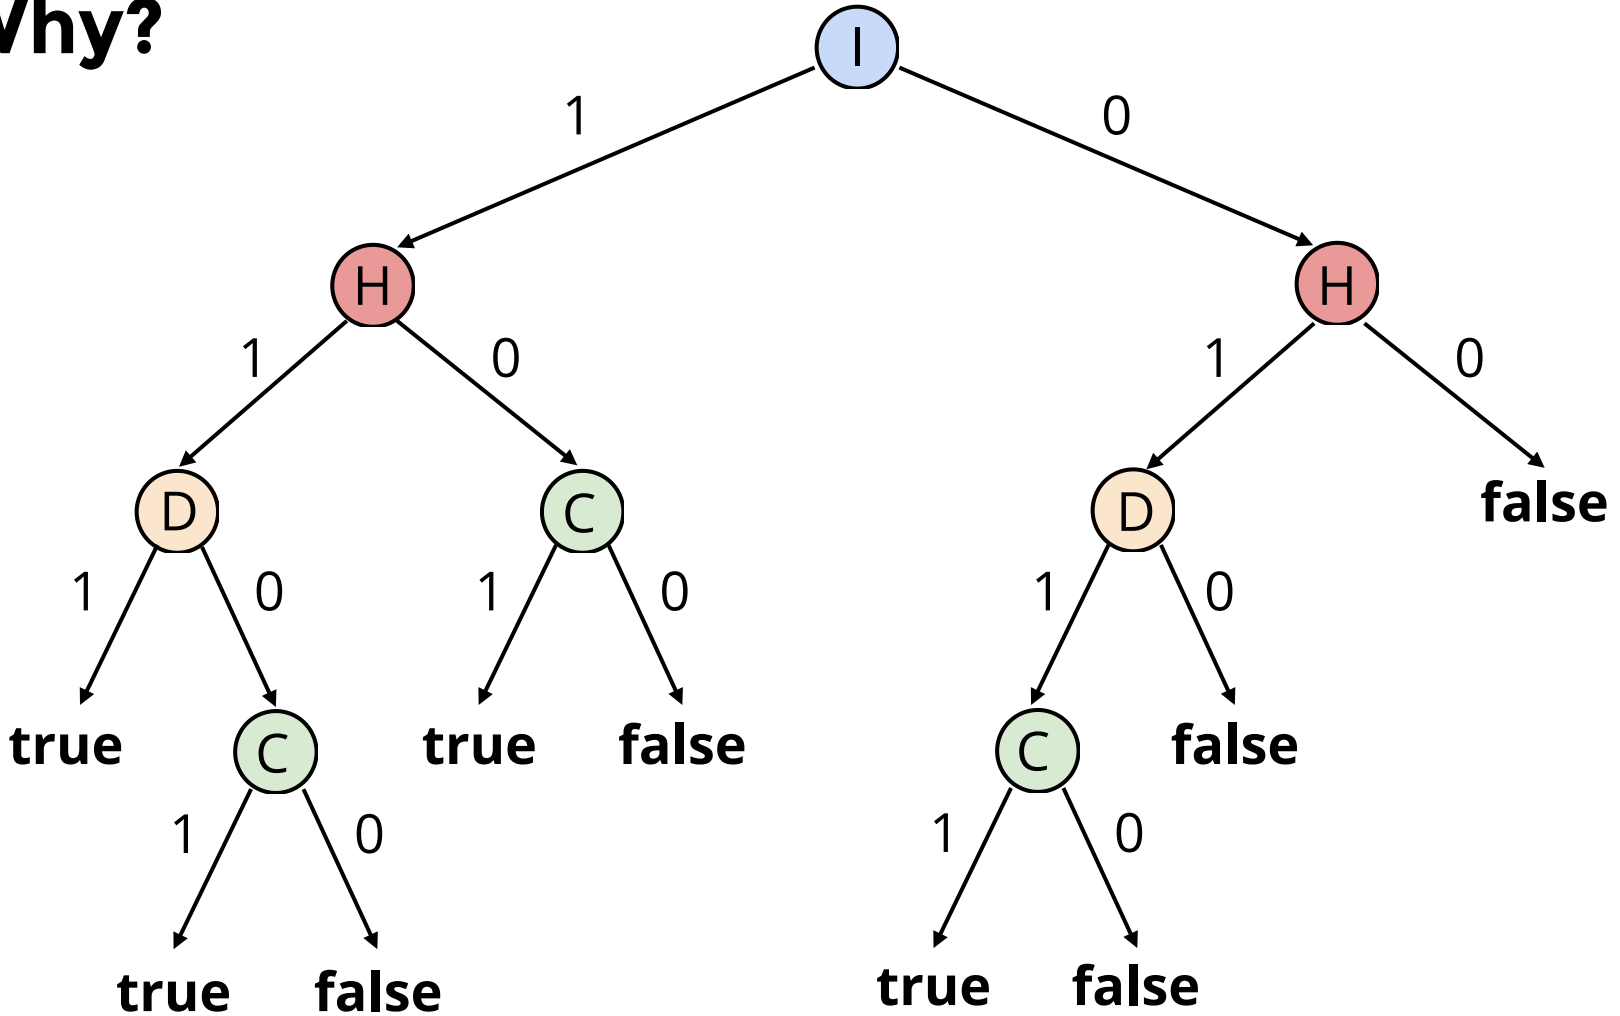 Why?
I
1 0
H H
1 0 1 0
D C D false
1 0 1 0 1 0
true C true false C false
1 0 1 0
true false true false